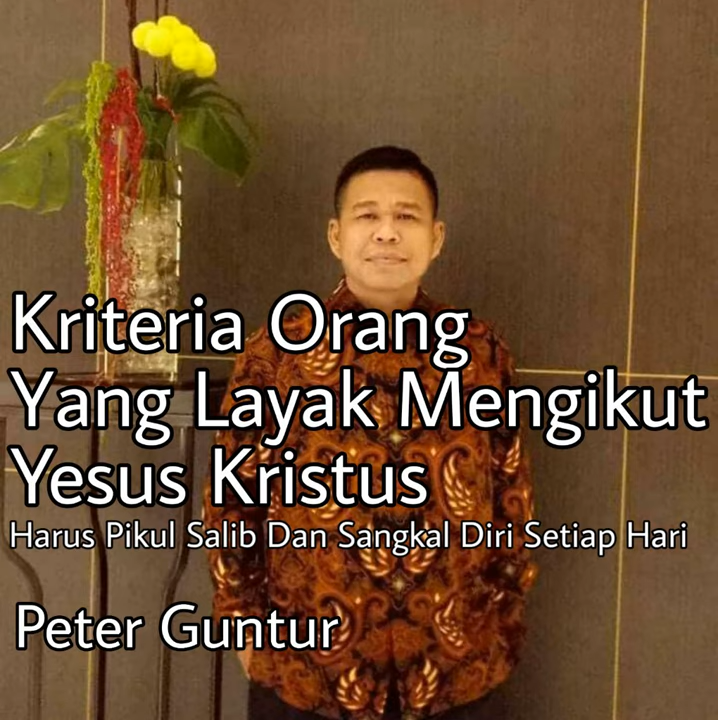 Kriteria Orang
Yang Layak Mengikut
Yesus Kristus
Harus Pikul Salib Dan Sangkal Diri Setiap Hari
Peter Guntur